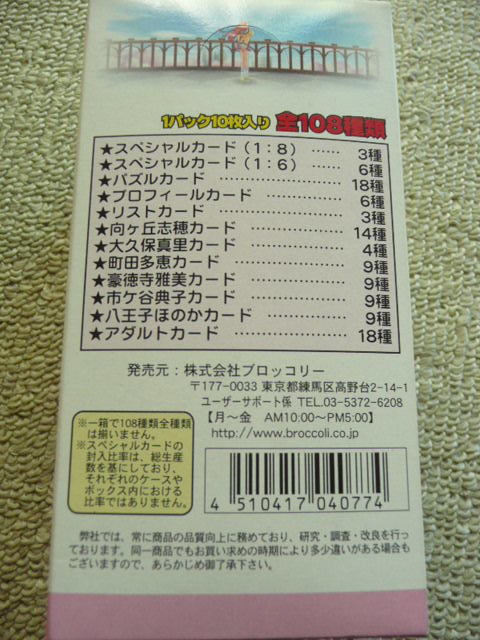 1パック10枚入り 全108種類
★スペシャルカード（1：8） …… 3種
★スペシャルカード（1：6） …… 6種
★パズルカード …………………… 18種
★プロフィールカード …………… 6種
★リストカード …………………… 3種
★向ヶ丘志穂カード ……………… 14種
★大久保真里カード ……………… 4種
★町田多恵カード ………………… 9種
★豪徳寺雅美カード ……………… 9種
★市ケ谷典子カード ……………… 9種
★八王子ほのかカード …………… 9種
★アダルトカード ………………… 18種
発売元：株式会社ブロッコリー
〒177-0033 東京都練馬区高野台2-14-1
ユーザーサポート係 TEL.03-5372-6208
【月～金 AM10:00～PM5:00】
http://www.broccoli.co.jp
※一箱で108種類全種類
は揃いません。
※スペシャルカードの
封入比率は、総生産
数を基にしており、
それぞれのケースや
ボックス内における
比率ではありません。
4 510417 040774
弊社では、常に商品の品質向上に務めており、研究・調査・改良を行っ
ております。同一商品でもお買い求めの時期により多少違いがある場合も
ございますので、あらかじめ御了承下さい。